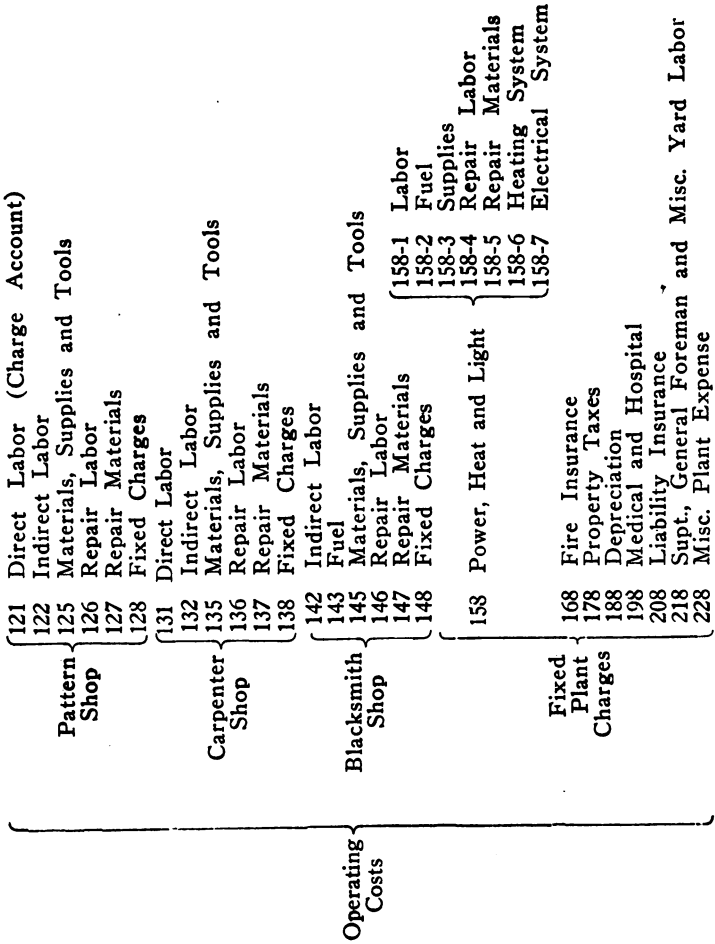 Operating
Costs
Pattern
Shop
121 Direct Labor (Charge Account)
122 Indirect Labor
125 Materials, Supplies and Tools
126 Repair Labor
127 Repair Materials
128 Fixed Charges
Carpenter
Shop
131 Direct Labor
132 Indirect Labor
135 Materials, Supplies and Tools
136 Repair Labor
137 Repair Materials
138 Fixed Charges
Blacksmith
Shop
142 Indirect Labor
143 Fuel
145 Materials, Supplies and Tools
146 Repair Labor
147 Repair Materials
148 Fixed Charges
Fixed
Plant
Charges
158 Power, Heat and Light
158-1 Labor
158-2 Fuel
158-3 Supplies
158-4 Repair Labor
158-5 Repair Materials
158-6 Heating System
158-7 Electrical System
168 Fire Insurance
178 Property Taxes
188 Depreciation
198 Medical and Hospital
208 Liability Insurance
218 Supt., General Foreman and Misc. Yard Labor
228 Misc. Plant Expense